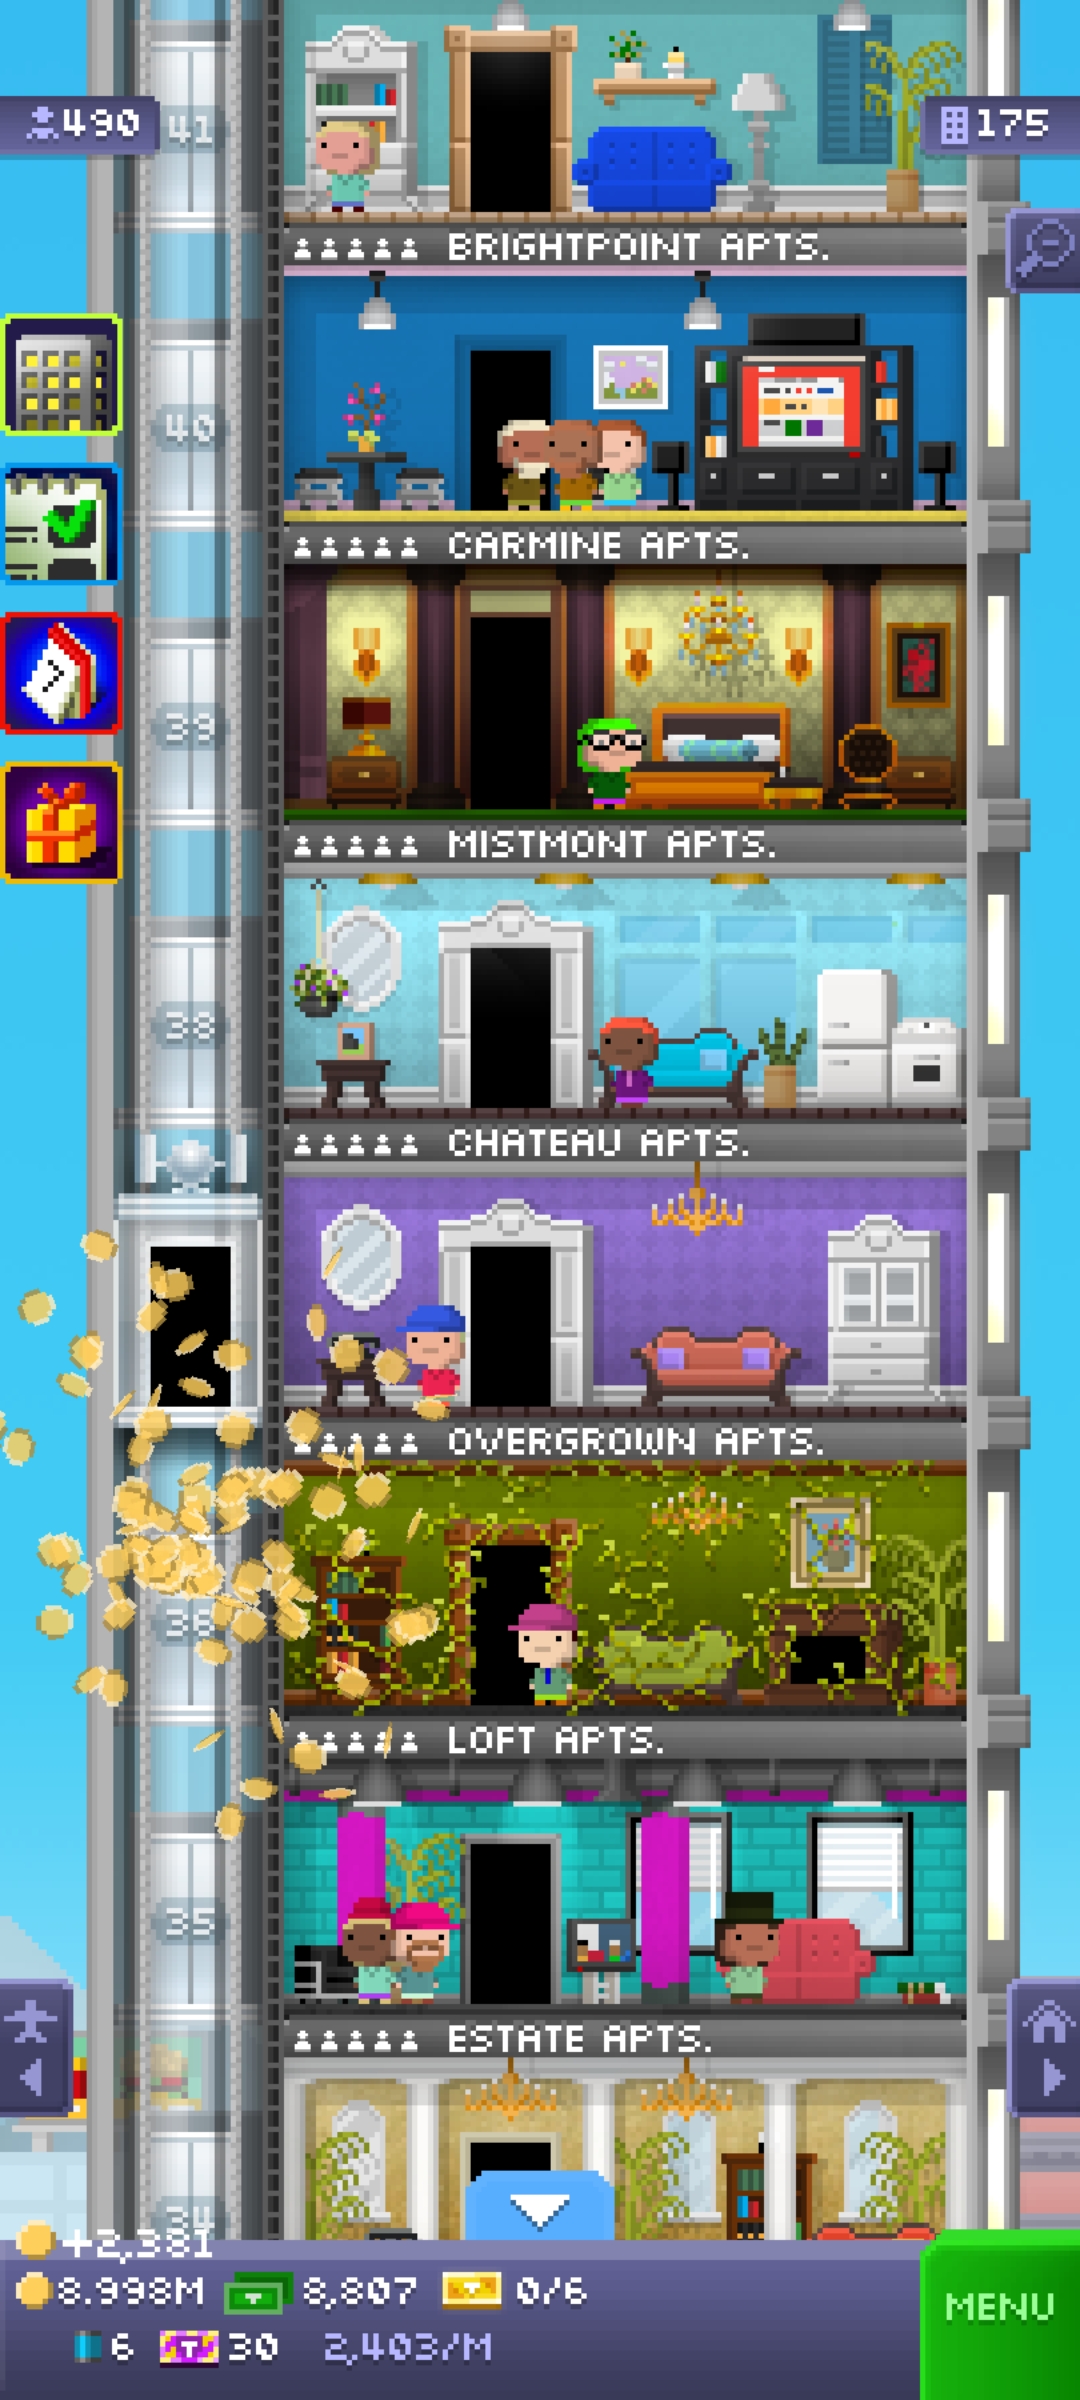 490
41
175
BRIGHTPOINT APTS.
40
CARMINE APTS.
7
39
MISTMONT APTS.
38
CHATEAU APTS.
OVERGROWN APTS.
36
LOFT APTS.
35
ESTATE APTS.
34
+2,381
8.998M 8,807 0/6
MENU
6 T 30 2,403/M